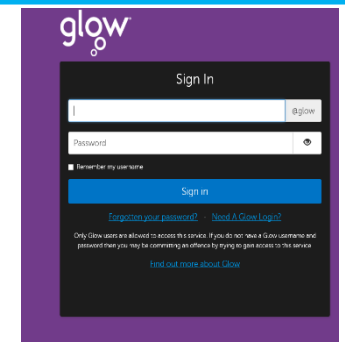 glow
Sign In
@glow
Password
Remember my username
Sign in
Forgotten your password? - Need A Glow Login?
Only Glow users are allowed to access this service. If you do not have a Glow username and
password then you may be committing an offence by trying to gain access to this service
Find out more about Glow